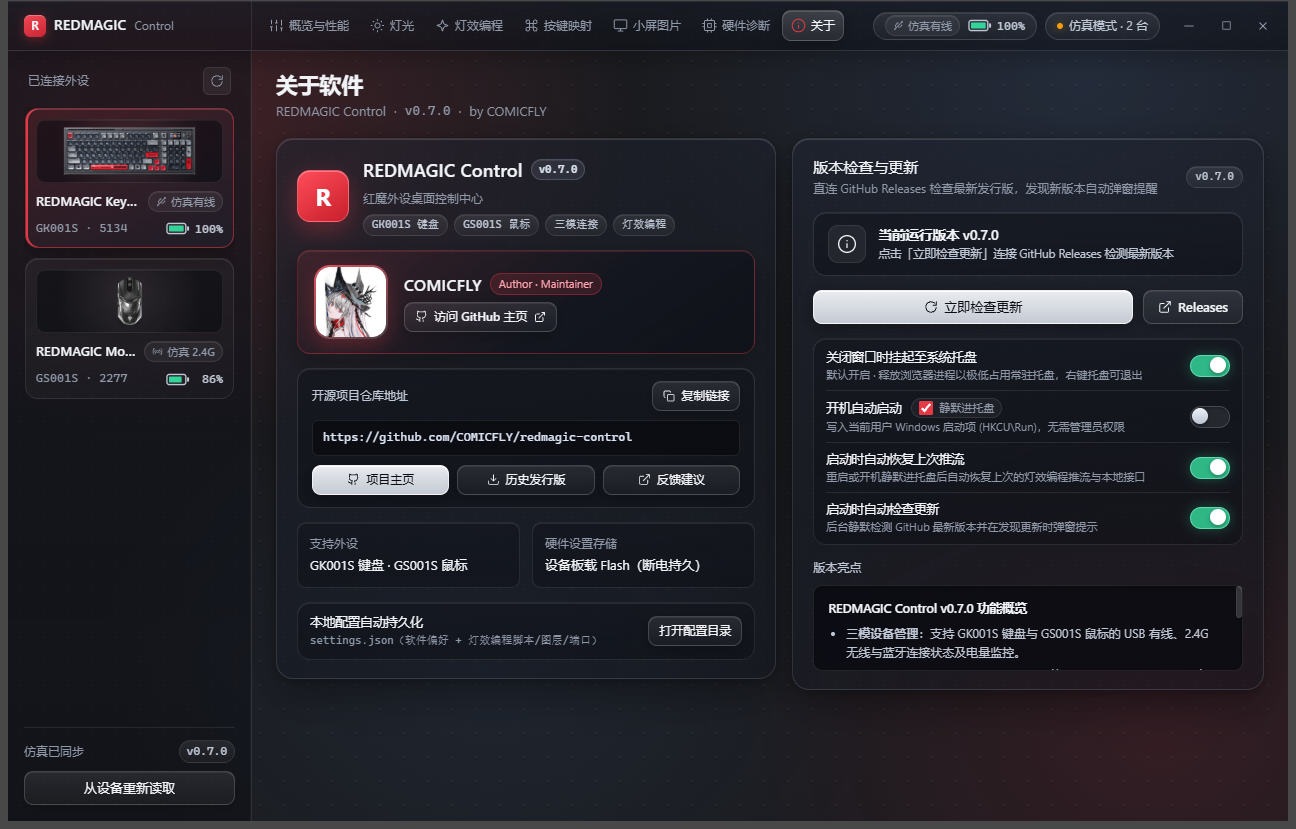 R REDMAGIC Control
概览与性能 灯光 灯效编程 按键映射 小屏图片 硬件诊断 关于
仿真有线 100% 仿真模式 · 2 台
已连接外设
REDMAGIC Key... 仿真有线
GK001S · 5134 100%
REDMAGIC Mo... 仿真 2.4G
GS001S · 2277 86%
仿真已同步 v0.7.0
从设备重新读取
关于软件
REDMAGIC Control · v0.7.0 · by COMICFLY
R
REDMAGIC Control v0.7.0
红魔外设桌面控制中心
GK001S 键盘 GS001S 鼠标 三模连接 灯效编程
COMICFLY Author · Maintainer
访问 GitHub 主页
开源项目仓库地址 复制链接
https://github.com/COMICFLY/redmagic-control
项目主页 历史发行版 反馈建议
支持外设
GK001S 键盘 · GS001S 鼠标
硬件设置存储
设备板载 Flash（断电持久）
本地配置自动持久化
settings.json（软件偏好 + 灯效编程脚本/图层/端口）
打开配置目录
版本检查与更新
直连 GitHub Releases 检查最新发行版，发现新版本自动弹窗提醒
v0.7.0
当前运行版本 v0.7.0
点击「立即检查更新」连接 GitHub Releases 检测最新版本
立即检查更新 Releases
关闭窗口时挂起至系统托盘
默认开启 · 释放浏览器进程以极低占用常驻托盘，右键托盘可退出
开机自动启动 静默进托盘
写入当前用户 Windows 启动项 (HKCU\Run)，无需管理员权限
启动时自动恢复上次推流
重启或开机静默进托盘后自动恢复上次的灯效编程推流与本地接口
启动时自动检查更新
后台静默检测 GitHub 最新版本并在发现更新时弹窗提示
版本亮点
REDMAGIC Control v0.7.0 功能概览
• 三模设备管理：支持 GK001S 键盘与 GS001S 鼠标的 USB 有线、2.4G
无线与蓝牙连接状态及电量监控。